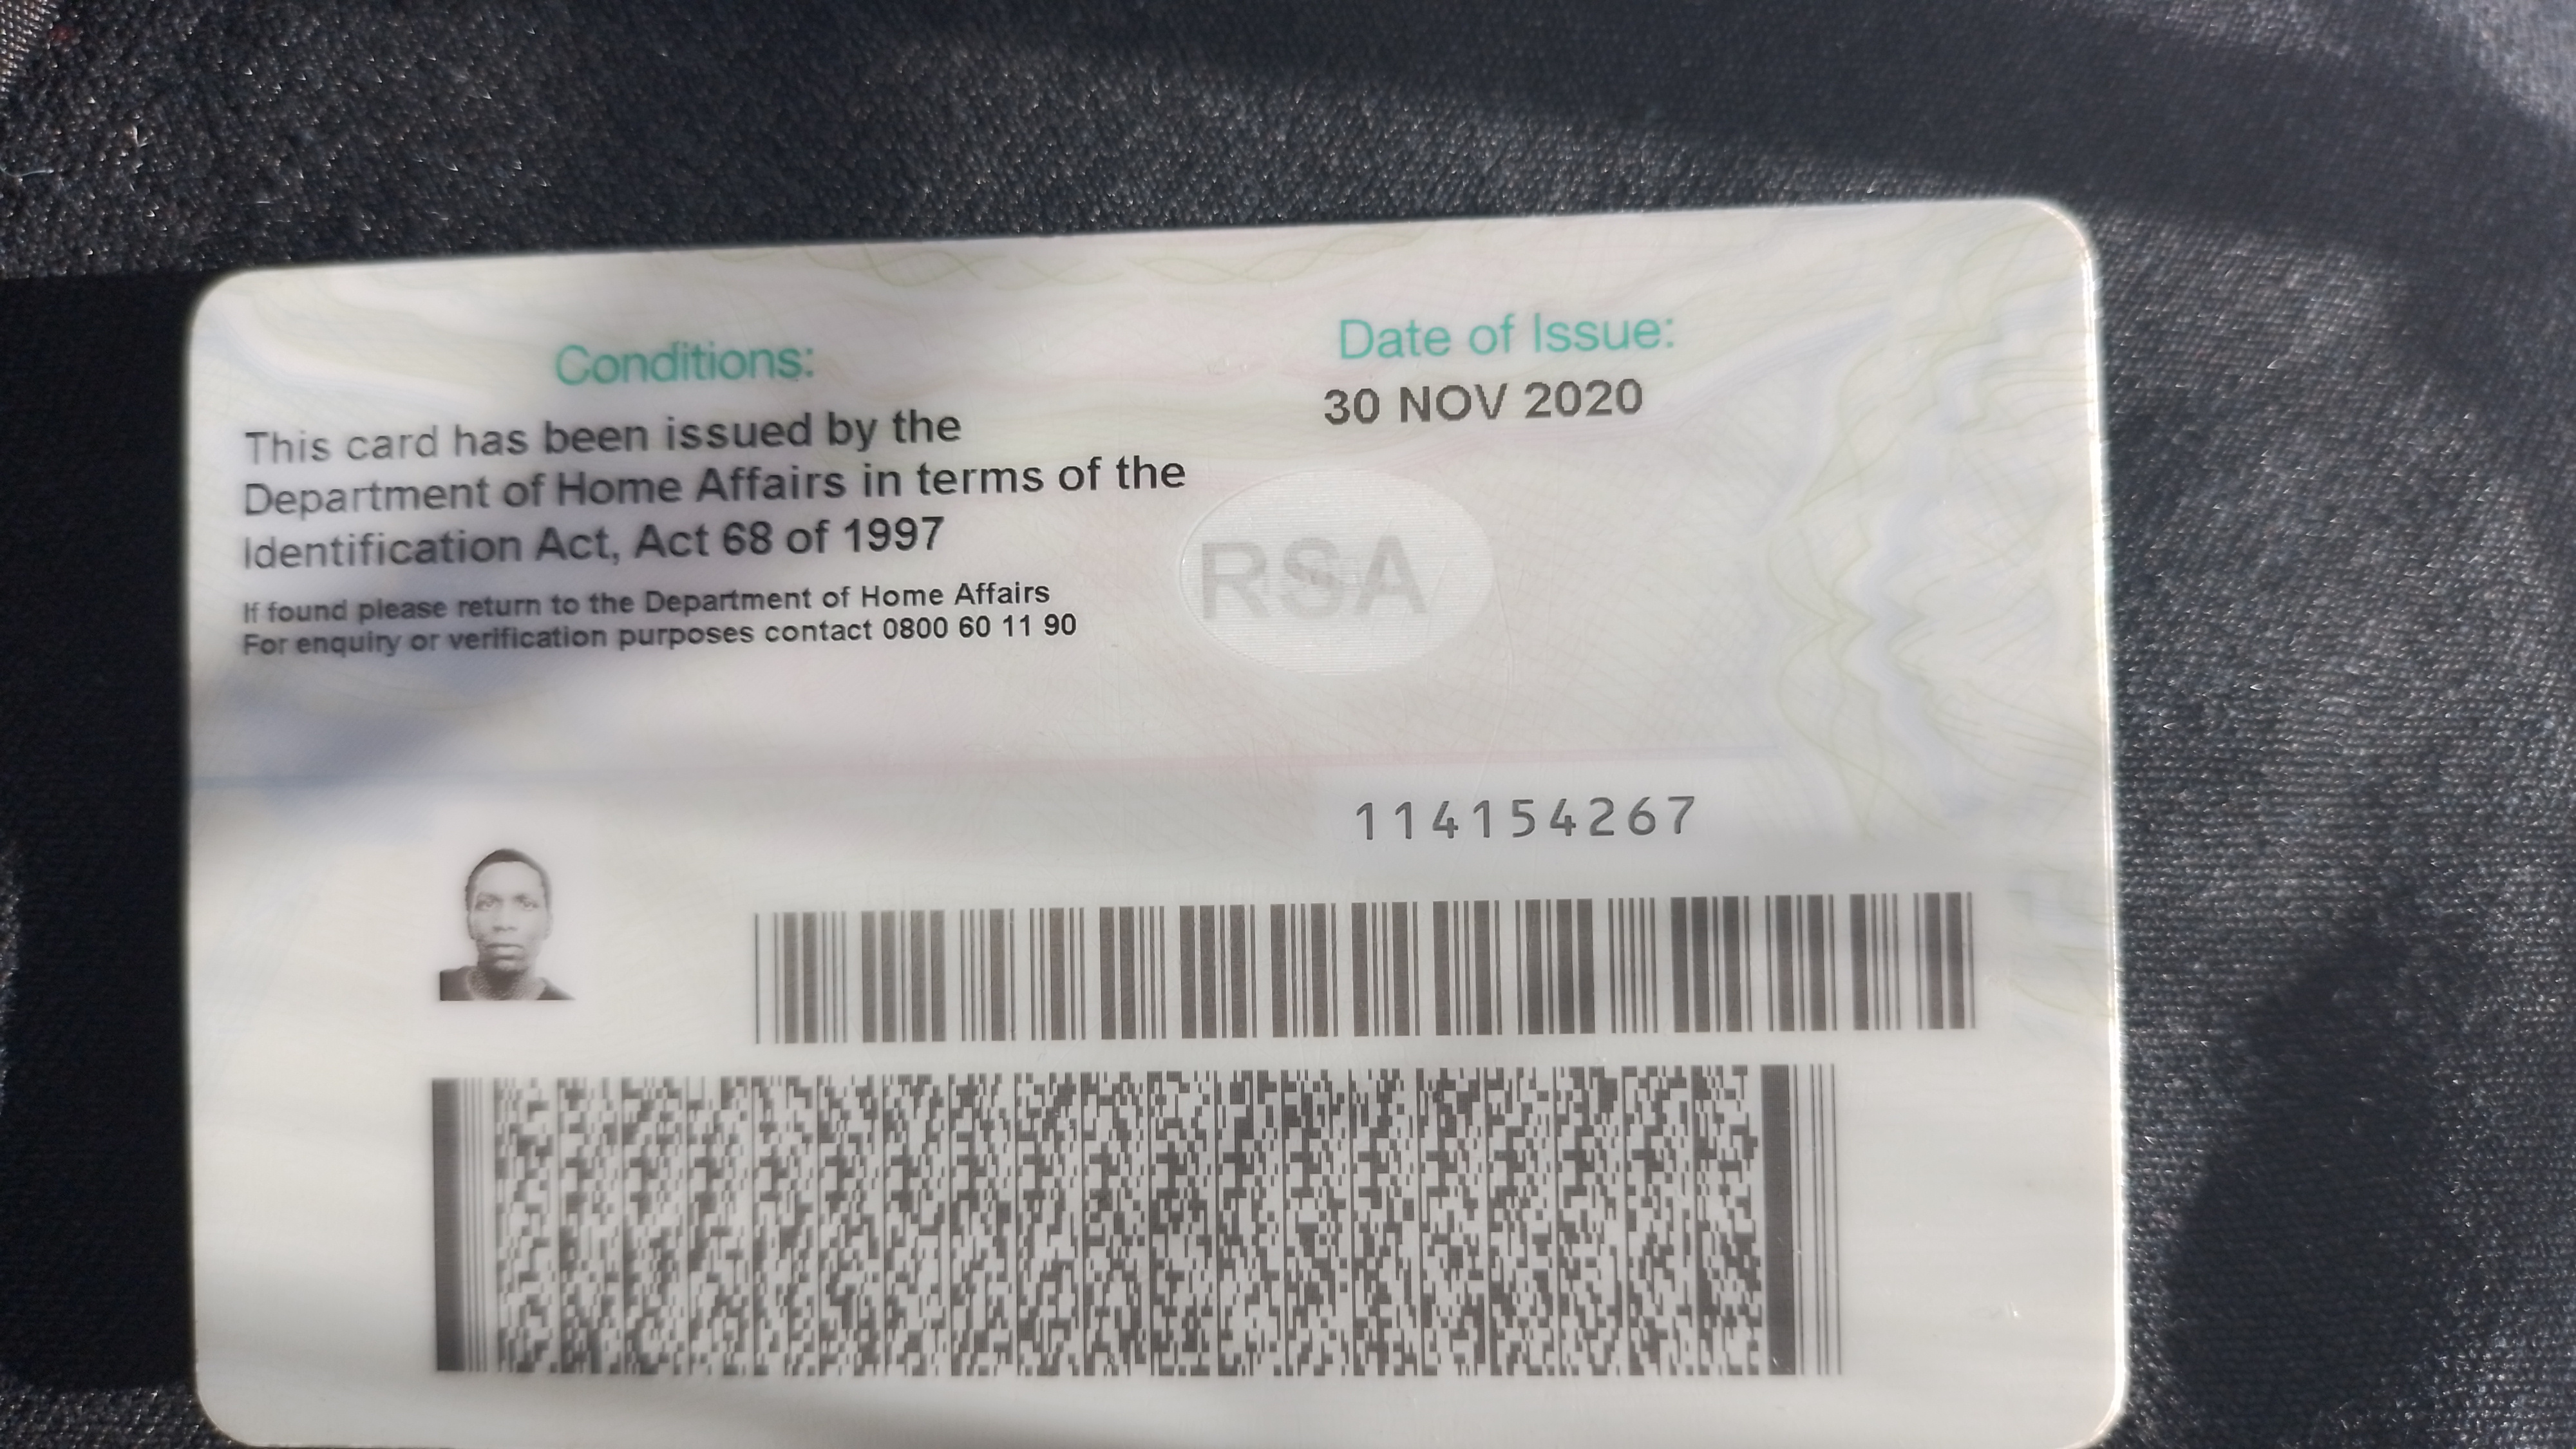 Conditions:
This card has been issued by the
Department of Home Affairs in terms of the
Identification Act, Act 68 of 1997
If found please return to the Department of Home Affairs
For enquiry or verification purposes contact 0800 60 11 90
Date of Issue:
30 NOV 2020
RSA
114154267